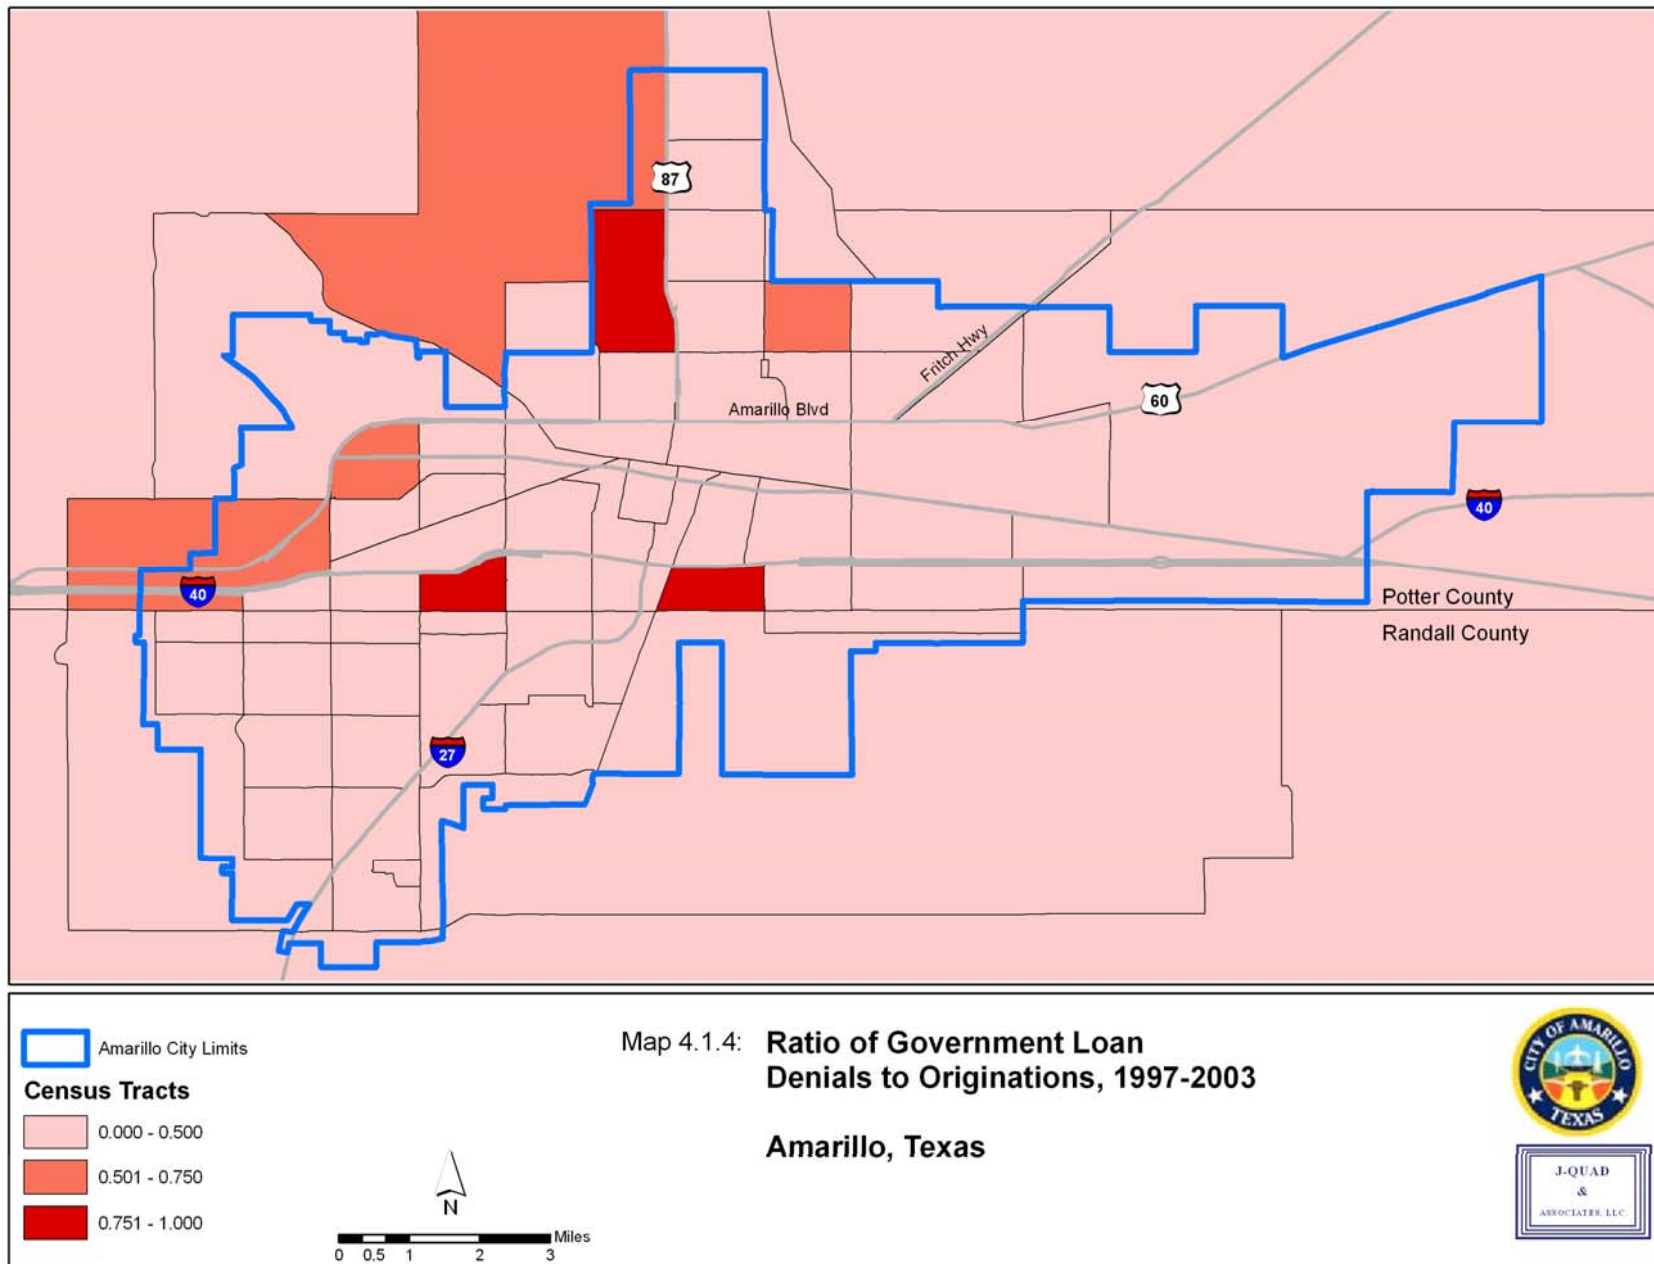 87
Fritch Hwy
Amarillo Blvd
60
40
40
Potter County
Randall County
27
Amarillo City Limits
Census Tracts
0.000 - 0.500
0.501 - 0.750
0.751 - 1.000
N
0 0.5 1 2 3 Miles
Map 4.1.4: Ratio of Government Loan
Denials to Originations, 1997-2003
Amarillo, Texas
CITY OF AMARILLO
TEXAS
J-QUAD
&
ASSOCIATES, LLC.